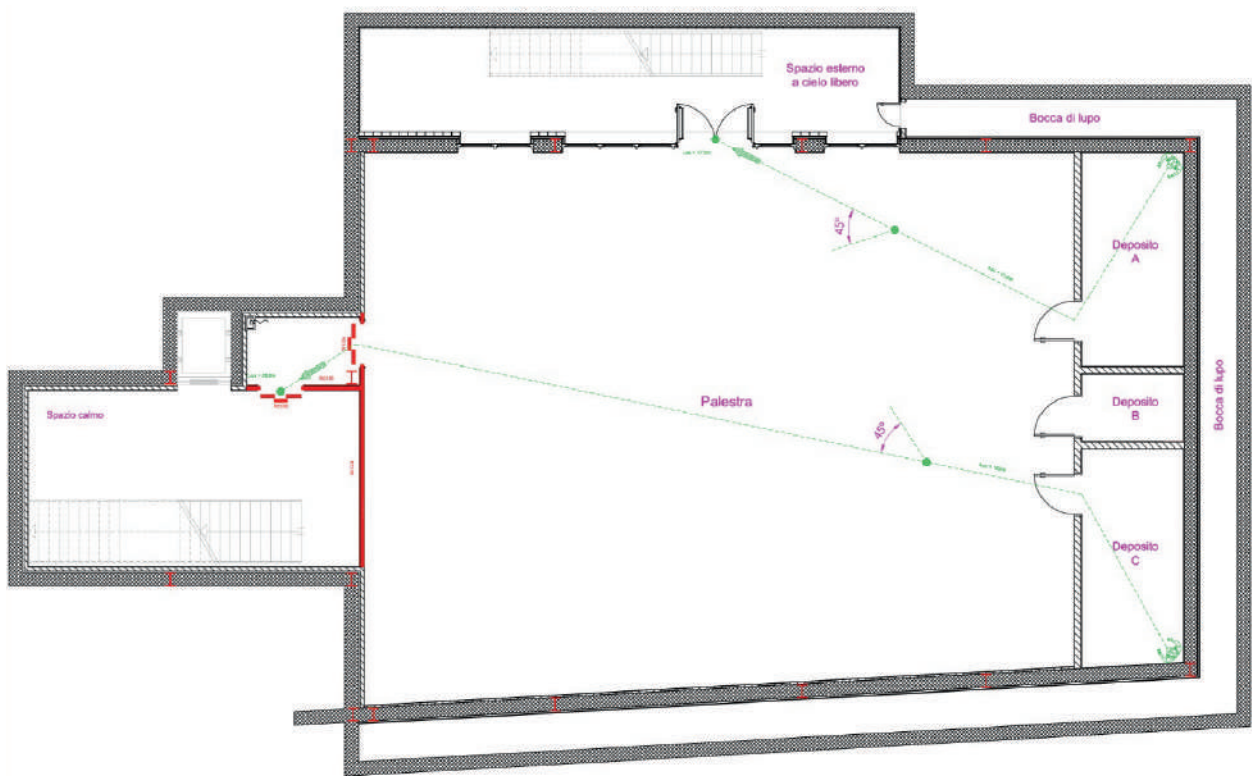 Spazio esterno
a cielo libero
Bocca di lupo
45°
Deposito
A
Spazio calmo
Palestra
45°
Deposito
B
Bocca di lupo
Deposito
C